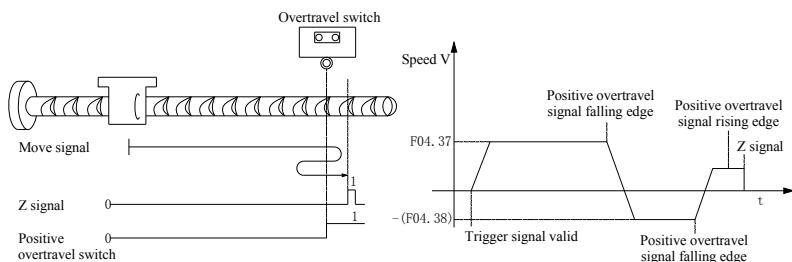 Overtravel switch
Move signal
1
Z signal
0
1
Positive
overtravel switch
0
Speed V
F04.37
-(F04.38)
Positive overtravel
signal falling edge
Positive overtravel
signal rising edge
Z signal
t
Trigger signal valid
Positive overtravel
signal falling edge